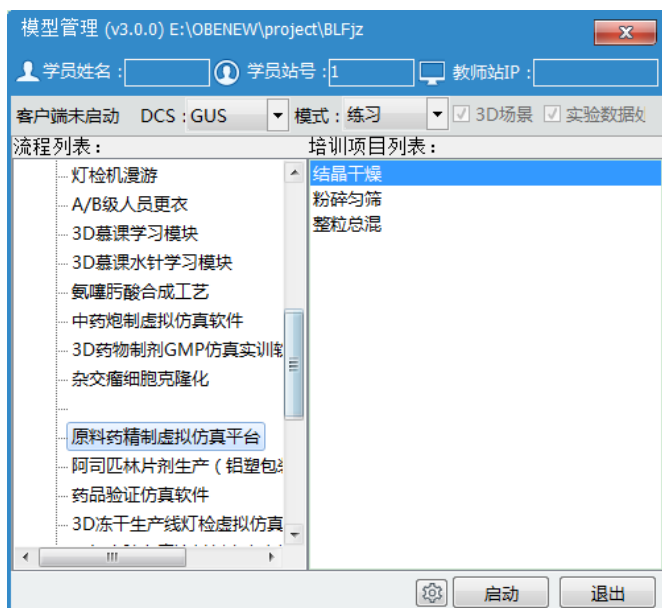 模型管理 (v3.0.0) E:\OBENEW\project\BLFjz
学员姓名：
学员站号：1
教师站IP：
客户端未启动 DCS：GUS 模式：练习 3D场景 实验数据处
流程列表：
培训项目列表：
灯检机漫游
A/B级人员更衣
3D慕课学习模块
3D慕课水针学习模块
氨噻肟酸合成工艺
中药炮制虚拟仿真软件
3D药物制剂GMP仿真实训软
杂交瘤细胞克隆化
...
原料药精制虚拟仿真平台
阿司匹林片剂生产（铝塑包装
药品验证仿真软件
3D冻干生产线灯检虚拟仿真
结晶干燥
粉碎匀筛
整粒总混
启动
退出